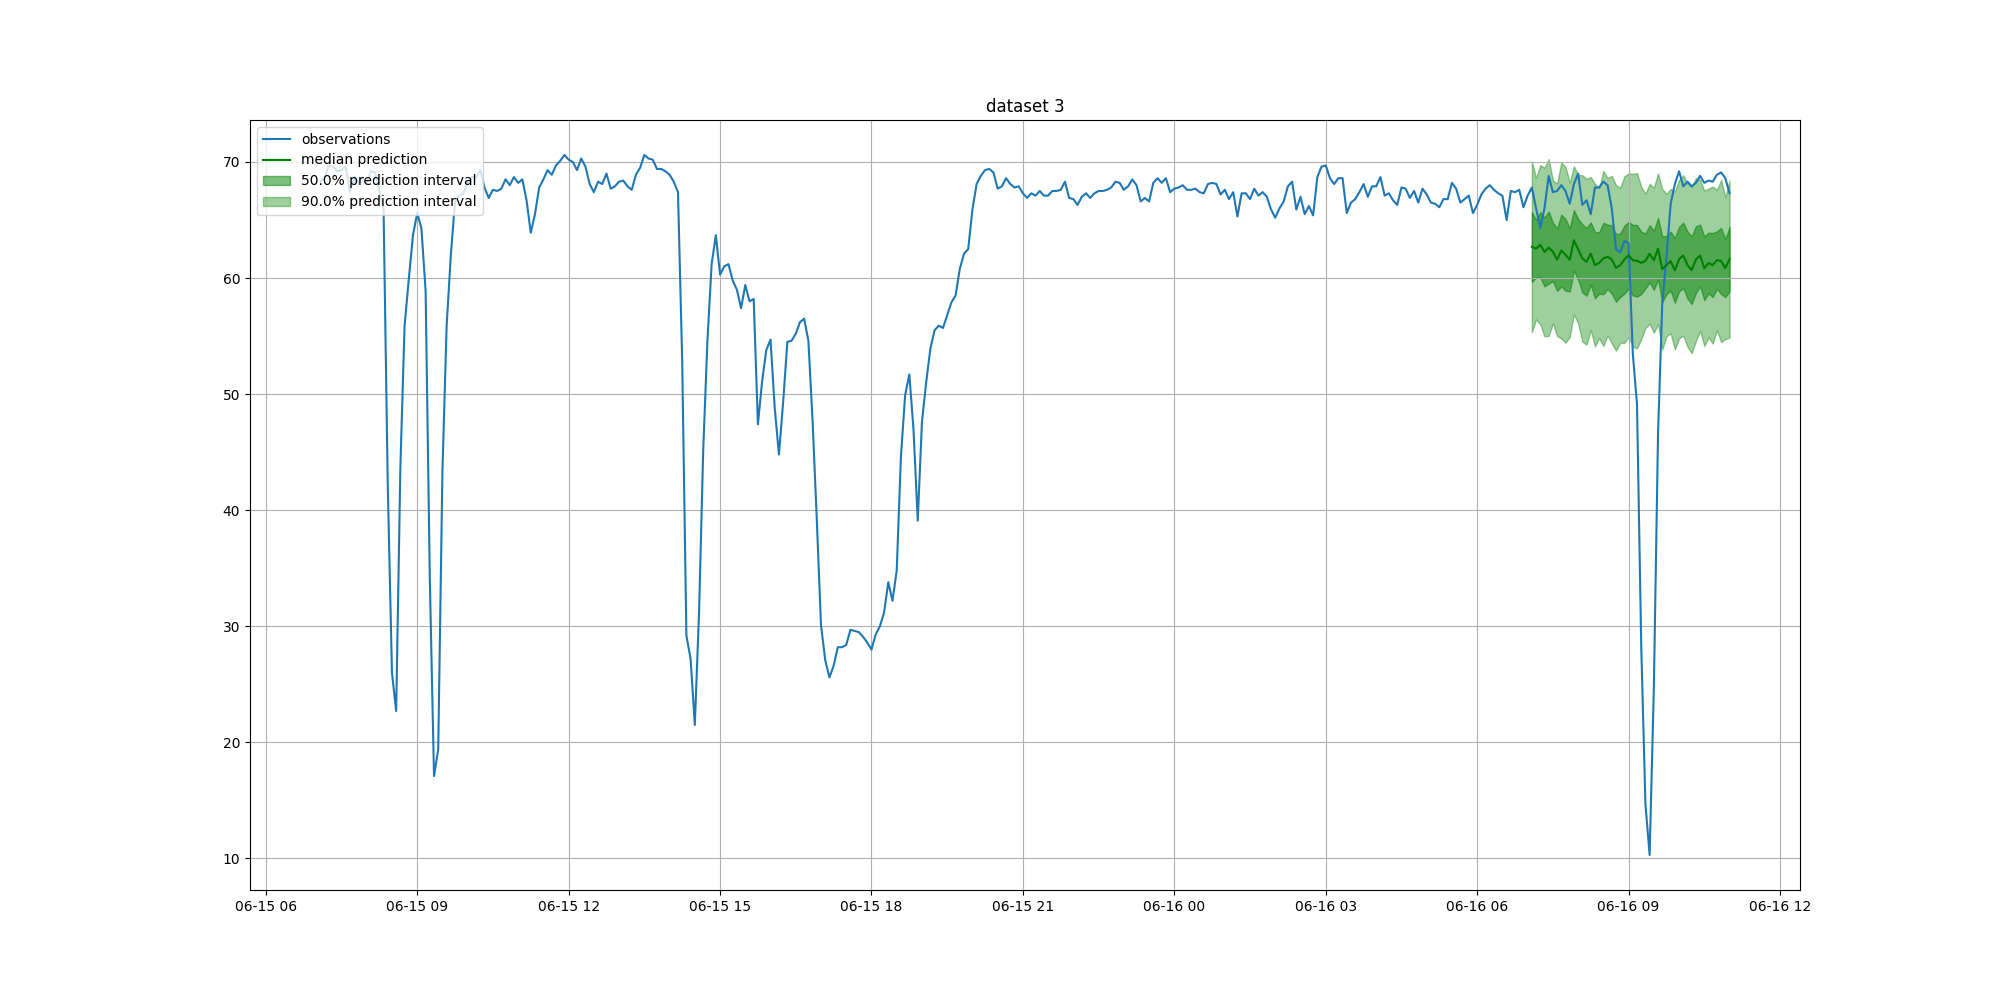 dataset 3
observations
median prediction
50.0% prediction interval
90.0% prediction interval
70
60
50
40
30
20
10
06-15 06 06-15 09 06-15 12 06-15 15 06-15 18 06-15 21 06-16 00 06-16 03 06-16 06 06-16 09 06-16 12